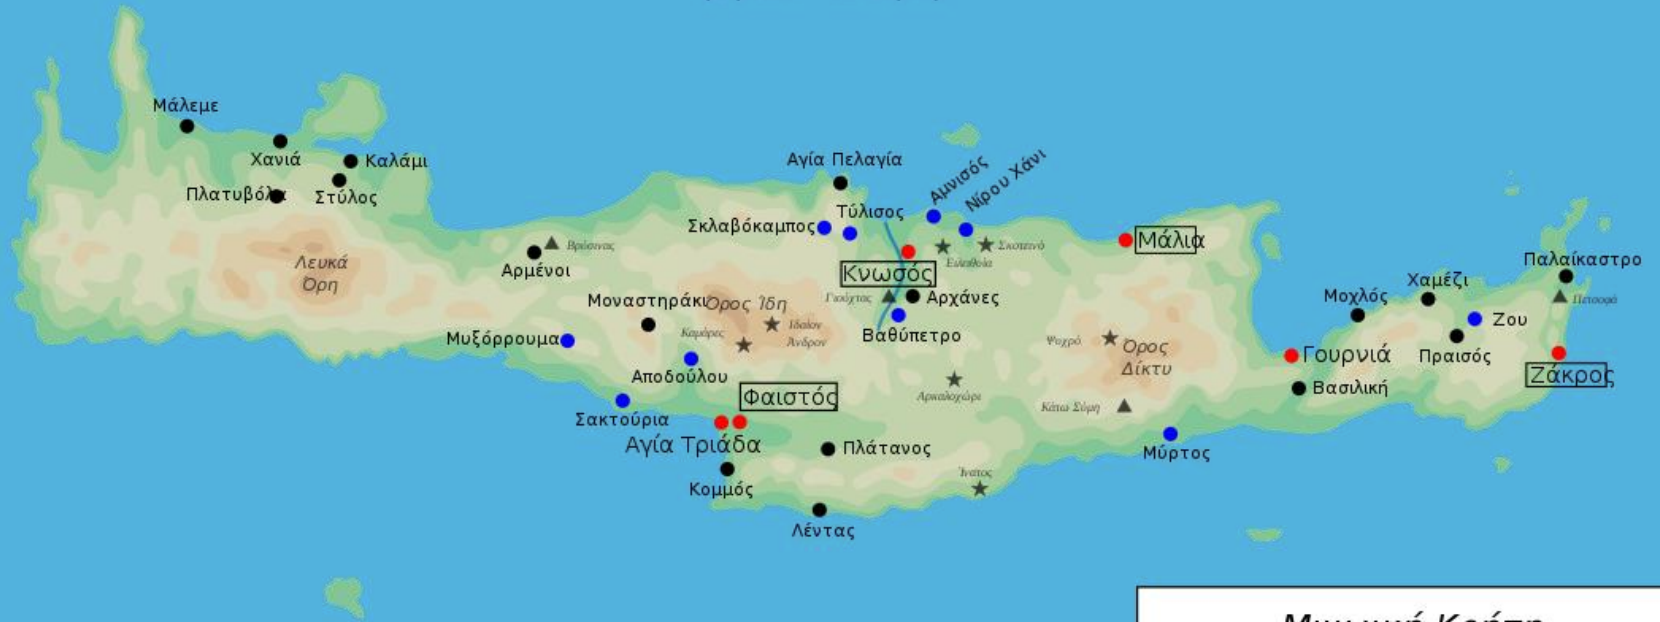 Μάλεμε
Χανιά
Καλάμι
Πλατυβόλα
Στύλος
Λευκά
Όρη
Βρύσινας
Αρμένοι
Αγία Πελαγία
Αμνισός
Νίρου Χάνι
Τύλισος
Σκλαβόκαμπος
Σκοτεινό
Ειλειθυία
Μάλια
Κνωσός
Γιούχτας
Αρχάνες
Βαθύπετρο
Μοναστηράκι
Όρος Ίδη
Ιδαίον
Άνδρον
Καμάρες
Μυξόρρουμα
Αποδούλου
Σακτούρια
Φαιστός
Αγία Τριάδα
Κομμός
Πλάτανος
Λέντας
Αρκαλοχώρι
Ίνατος
Ψυχρό
Όρος
Δίκτυ
Κάτω Σύμη
Μύρτος
Παλαίκαστρο
Χαμέζι
Μοχλός
Πετσοφά
Ζου
Πραισός
Γουρνιά
Βασιλική
Ζάκρος